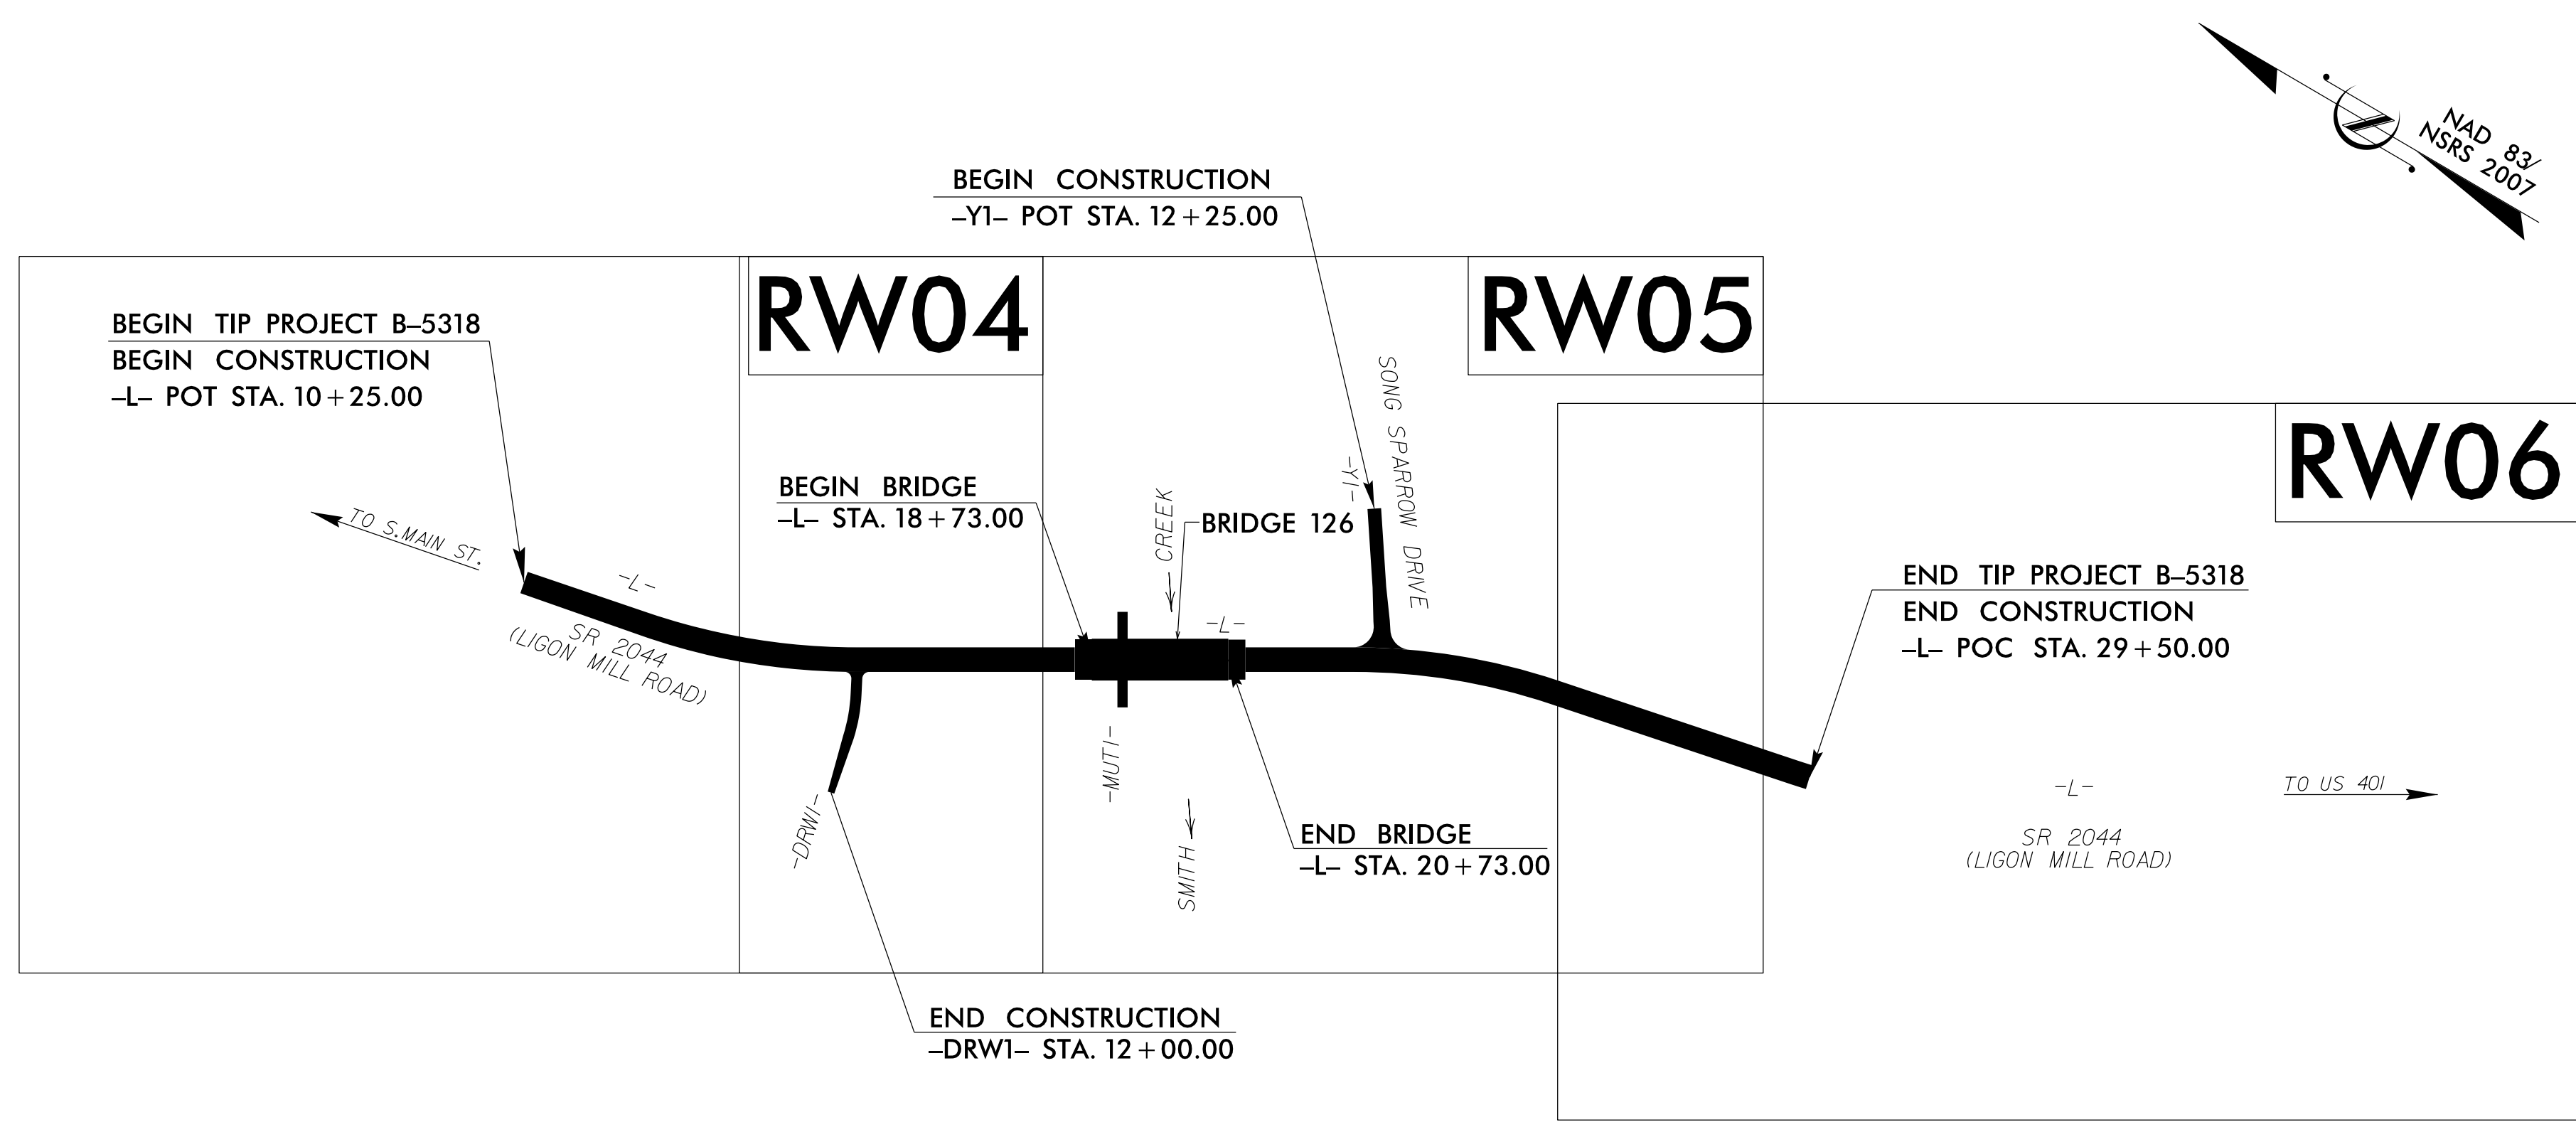 NAD 83/
NSRS 2007
BEGIN CONSTRUCTION
-Y1- POT STA. 12+25.00
RW04
RW05
RW06
BEGIN TIP PROJECT B-5318
BEGIN CONSTRUCTION
-L- POT STA. 10+25.00
TO S.MAIN ST.
-L-
SR 2044
(LIGON MILL ROAD)
BEGIN BRIDGE
-L- STA. 18+73.00
CREEK
BRIDGE 126
-L-
-Y1-
SONG SPARROW DRIVE
END TIP PROJECT B-5318
END CONSTRUCTION
-L- POC STA. 29+50.00
-DRW1-
-MUT1-
SMITH
END BRIDGE
-L- STA. 20+73.00
-L-
SR 2044
(LIGON MILL ROAD)
TO US 401
END CONSTRUCTION
-DRW1- STA. 12+00.00